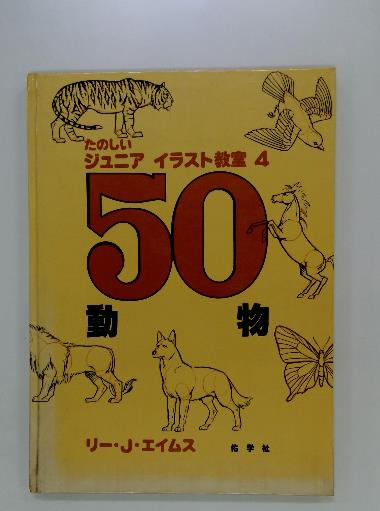 たのしい
ジュニア イラスト教室 4
50
動物
リー・J・エイムス
佑学社